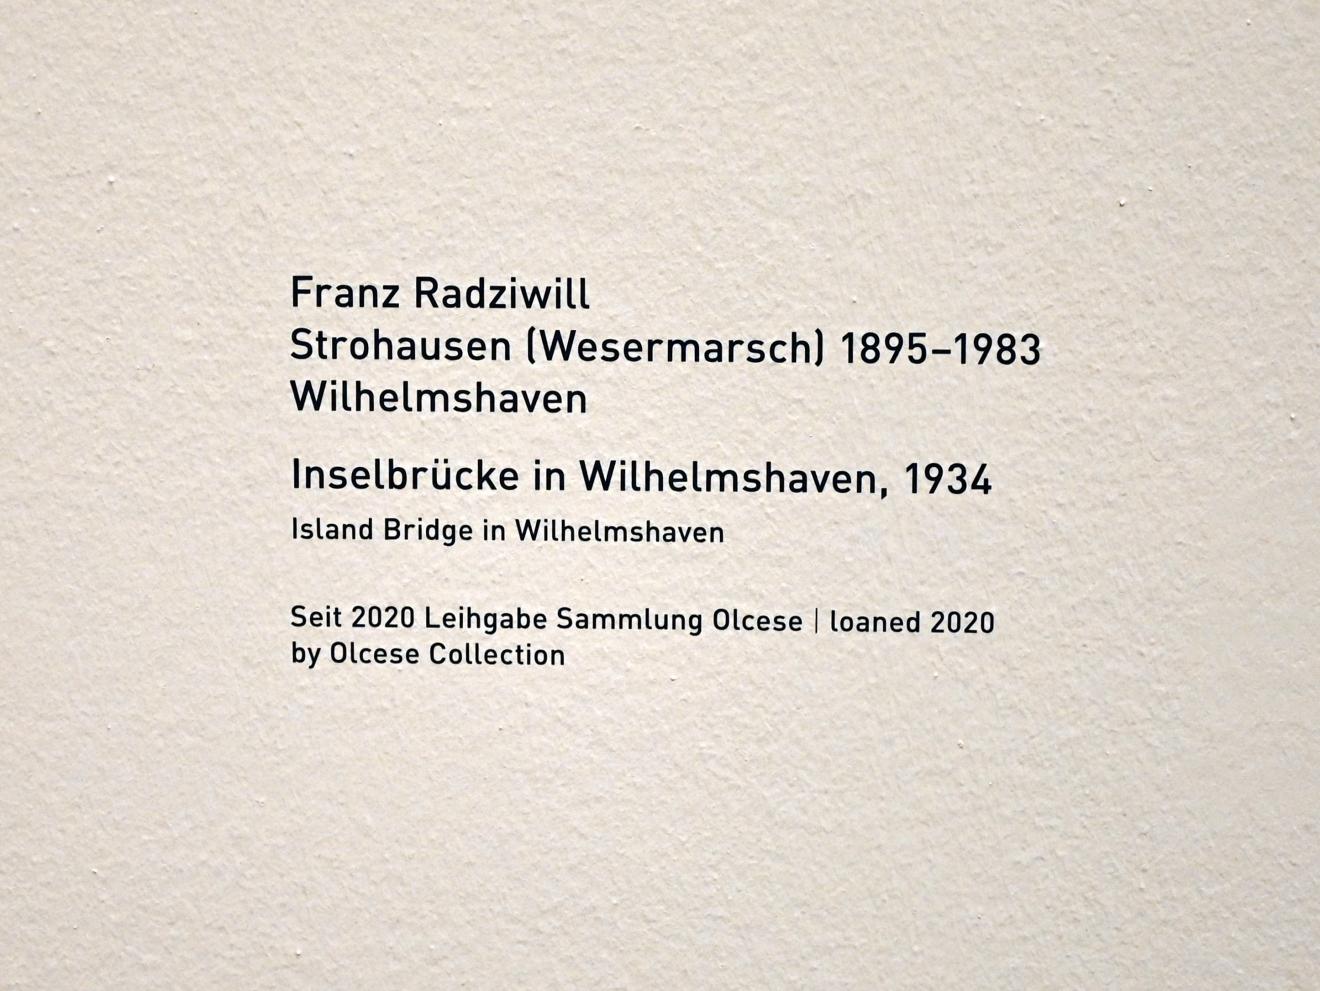 Franz Radziwill
Strohausen (Wesermarsch) 1895–1983
Wilhelmshaven
Inselbrücke in Wilhelmshaven, 1934
Island Bridge in Wilhelmshaven
Seit 2020 Leihgabe Sammlung Olcese | loaned 2020
by Olcese Collection